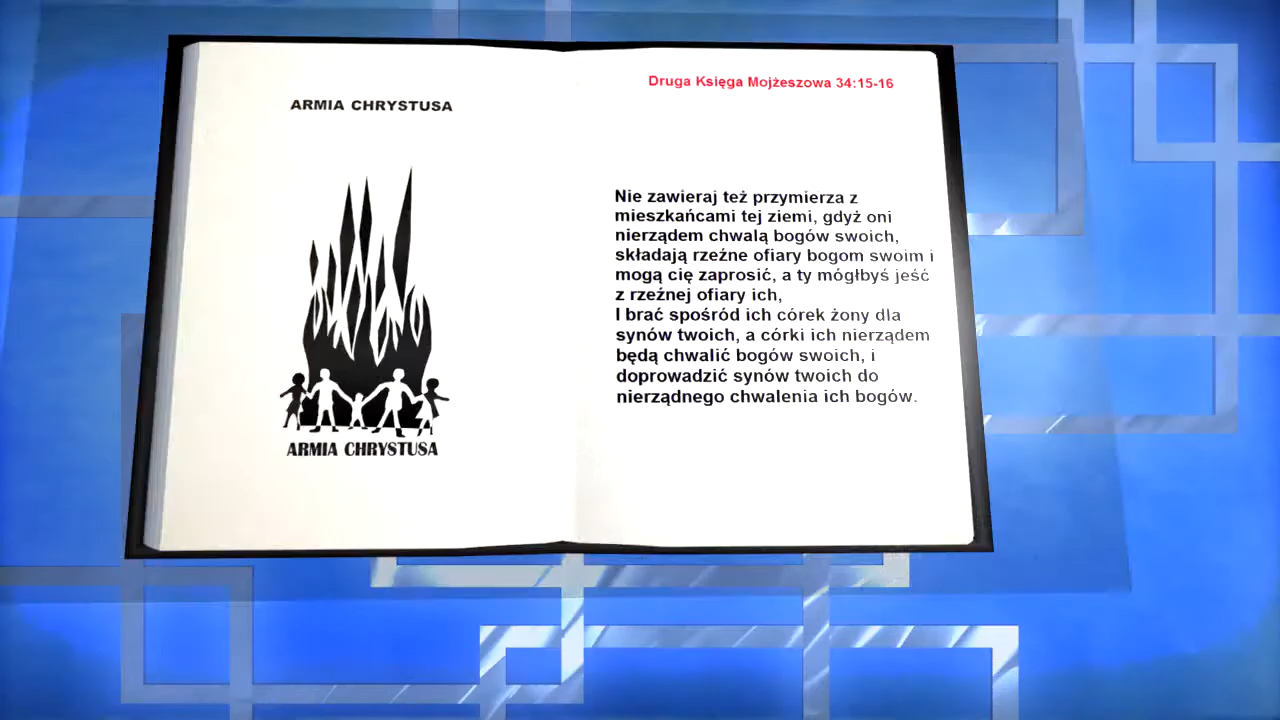 ARMIA CHRYSTUSA
ARMIA CHRYSTUSA
Druga Księga Mojżeszowa 34:15-16
Nie zawieraj też przymierza z
mieszkańcami tej ziemi, gdyż oni
nierządem chwalą bogów swoich,
składają rzeźne ofiary bogom swoim i
mogą cię zaprosić, a ty mógłbyś jeść
z rzeźnej ofiary ich,
I brać spośród ich córek żony dla
synów twoich, a córki ich nierządem
będą chwalić bogów swoich, i
doprowadzić synów twoich do
nierządnego chwalenia ich bogów.